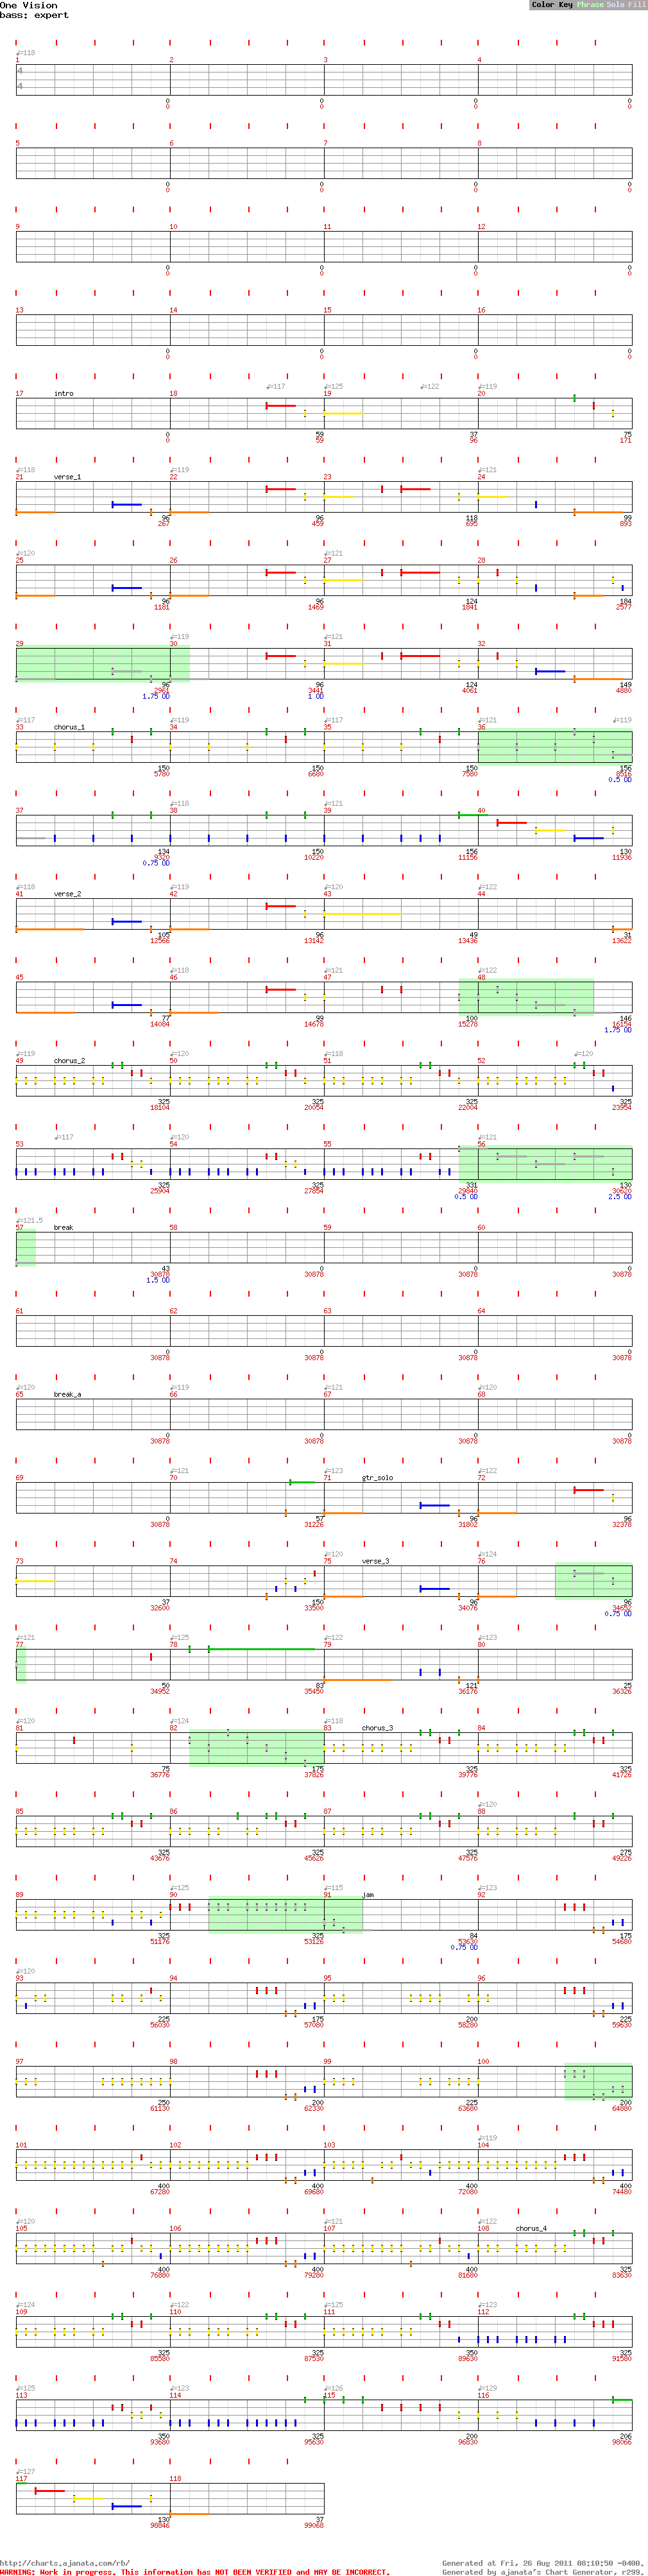 One Vision
bass: expert
Color Key Phrase Solo Fill
♩=118
1 2 3 4
4
4
0 0 0 0
0 0 0 0
5 6 7 8
0 0 0 0
0 0 0 0
9 10 11 12
0 0 0 0
0 0 0 0
13 14 15 16
0 0 0 0
0 0 0 0
♩=117 ♩=125 ♩=122 ♩=119
17 intro 18 19 20
0 59 37 75
0 59 96 171
♩=118 ♩=119 ♩=121
21 verse_1 22 23 24
96 96 118 99
267 459 695 893
♩=120 ♩=121
25 26 27 28
96 96 124 184
1181 1469 1841 2577
♩=119 ♩=121
29 30 31 32
96 96 124 149
2961 3441 4061 4880
1.75 OD 1 OD
♩=117 ♩=119 ♩=117 ♩=121 ♩=119
33 chorus_1 34 35 36
150 150 150 156
5780 6680 7580 8516
0.5 OD
♩=118 ♩=121
37 38 39 40
134 150 156 130
9320 10220 11156 11936
0.75 OD
♩=118 ♩=119 ♩=120 ♩=122
41 verse_2 42 43 44
105 96 49 31
12566 13142 13436 13622
♩=118 ♩=121 ♩=122
45 46 47 48
77 99 100 146
14084 14678 15278 16154
1.75 OD
♩=119 ♩=120 ♩=118 ♩=120
49 chorus_2 50 51 52
325 325 325 325
18104 20054 22004 23954
♩=117 ♩=120 ♩=121
53 54 55 56
325 325 331 130
25904 27854 29840 30620
0.5 OD 2.5 OD
♩=121.5
57 break 58 59 60
43 0 0 0
30878 30878 30878 30878
1.5 OD
61 62 63 64
0 0 0 0
30878 30878 30878 30878
♩=120 ♩=119 ♩=121 ♩=120
65 break_a 66 67 68
0 0 0 0
30878 30878 30878 30878
♩=121 ♩=123 ♩=122
69 70 71 gtr_solo 72
0 57 96 96
30878 31226 31802 32378
♩=120 ♩=124
73 74 75 verse_3 76
37 150 96 96
32600 33500 34076 34652
0.75 OD
♩=121 ♩=125 ♩=122 ♩=123
77 78 79 80
50 83 121 25
34952 35450 36176 36326
♩=120 ♩=124 ♩=118
81 82 83 chorus_3 84
75 175 325 325
36776 37826 39776 41726
♩=120
85 86 87 88
325 325 325 275
43676 45626 47576 49226
♩=125 ♩=115 ♩=123
89 90 91 jam 92
325 325 84 175
51176 53126 53630 54680
0.75 OD
♩=120
93 94 95 96
225 175 200 225
56030 57080 58280 59630
97 98 99 100
250 200 225 200
61130 62330 63680 64880
♩=119
101 102 103 104
400 400 400 400
67280 69680 72080 74480
♩=120 ♩=121 ♩=122
105 106 107 108 chorus_4
400 400 400 325
76880 79280 81680 83630
♩=124 ♩=122 ♩=125 ♩=123
109 110 111 112
325 325 350 325
85580 87530 89630 91580
♩=125 ♩=123 ♩=126 ♩=129
113 114 115 116
350 325 200 206
93680 95630 96830 98066
♩=127
117 118
130 37
98846 99068
http://charts.ajanata.com/rb/
Generated at Fri, 26 Aug 2011 08:10:50 -0400.
WARNING: Work in progress. This information has NOT BEEN VERIFIED and MAY BE INCORRECT.
Generated by ajanata's Chart Generator, r299.